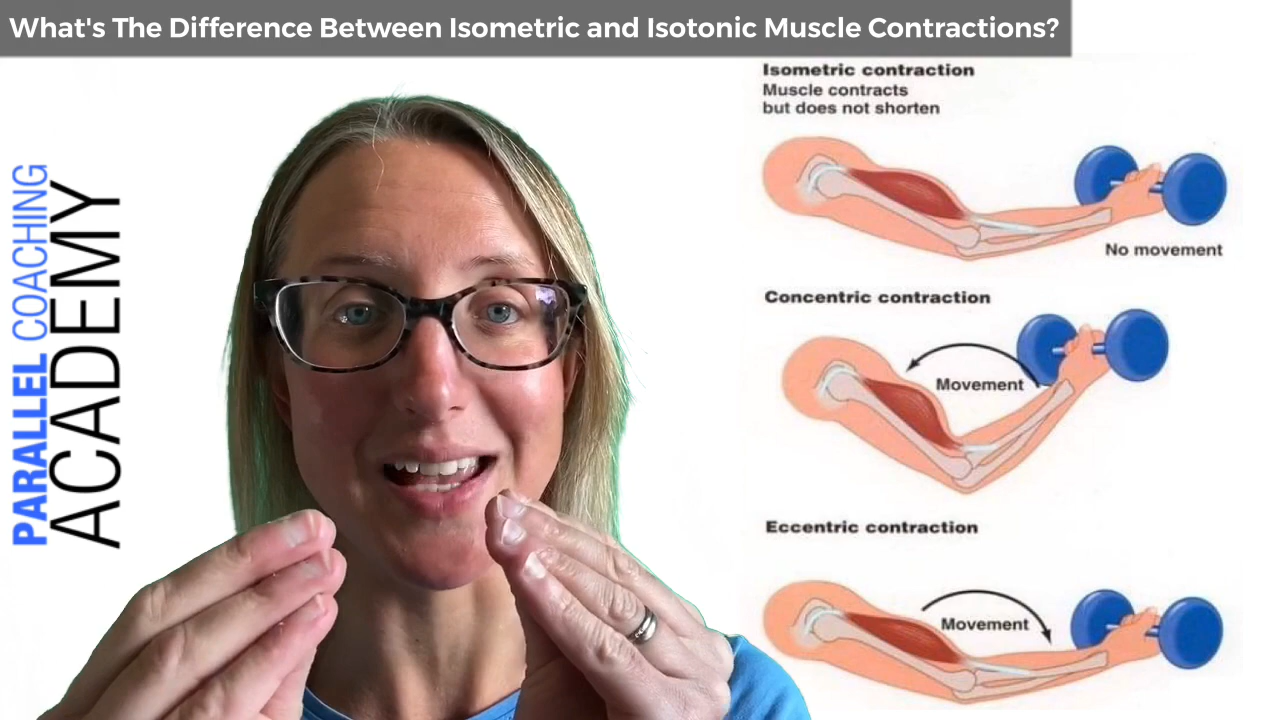 What's The Difference Between Isometric and Isotonic Muscle Contractions?
PARALLEL COACHING
ACADEMY
Isometric contraction
Muscle contracts
but does not shorten
No movement
Concentric contraction
Movement
Eccentric contraction
Movement